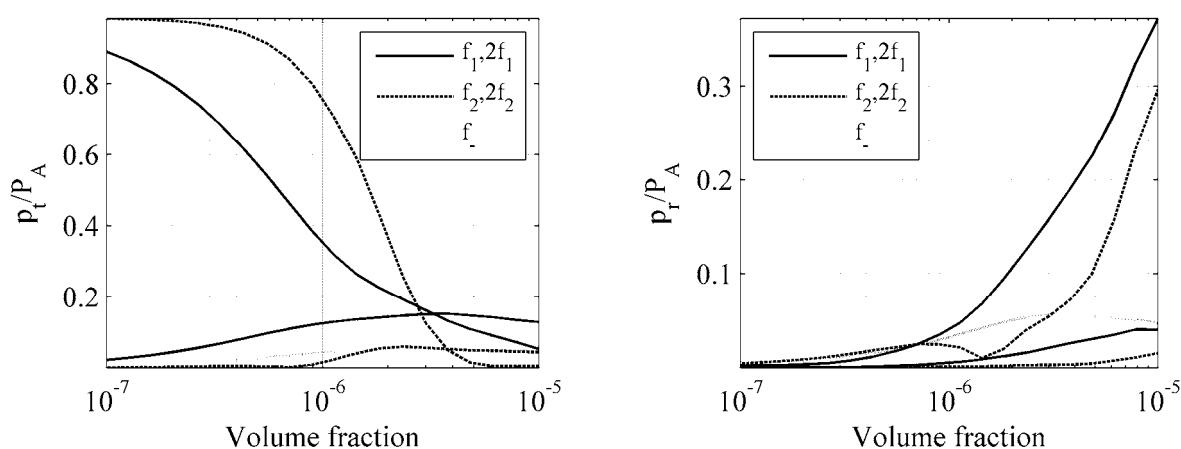 p_t/P_A
0.8
0.6
0.4
0.2
10^-7
10^-6
10^-5
Volume fraction
f_1,2f_1
f_2,2f_2
f_-
p_r/P_A
0.3
0.2
0.1
10^-7
10^-6
10^-5
Volume fraction
f_1,2f_1
f_2,2f_2
f_-